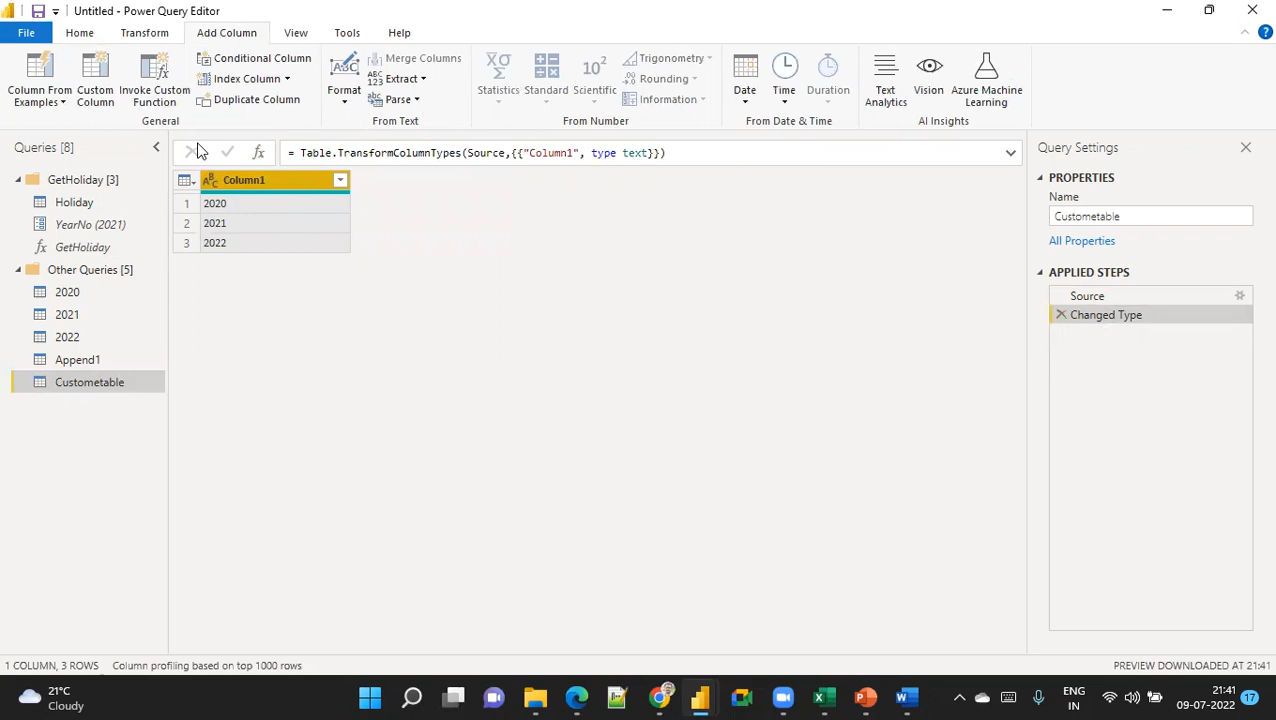 Untitled - Power Query Editor
File Home Transform Add Column View Tools Help
Column From Examples
Custom Column
Invoke Custom Function
Conditional Column
Index Column
Duplicate Column
General
Format
Merge Columns
Extract
Parse
From Text
Statistics
Standard
Scientific
Trigonometry
Rounding
Information
From Number
Date
Time
Duration
From Date & Time
Text Analytics
Vision
Azure Machine Learning
AI Insights
Queries [8]
GetHoliday [3]
Holiday
YearNo (2021)
fx GetHoliday
Other Queries [5]
2020
2021
2022
Append1
Custometable
fx = Table.TransformColumnTypes(Source,{{"Column1", type text}})
ABC Column1
1 2020
2 2021
3 2022
Query Settings
PROPERTIES
Name
Custometable
All Properties
APPLIED STEPS
Source
Changed Type
1 COLUMN, 3 ROWS Column profiling based on top 1000 rows PREVIEW DOWNLOADED AT 21:41
21°C
Cloudy
ENG
IN
21:41
09-07-2022
17